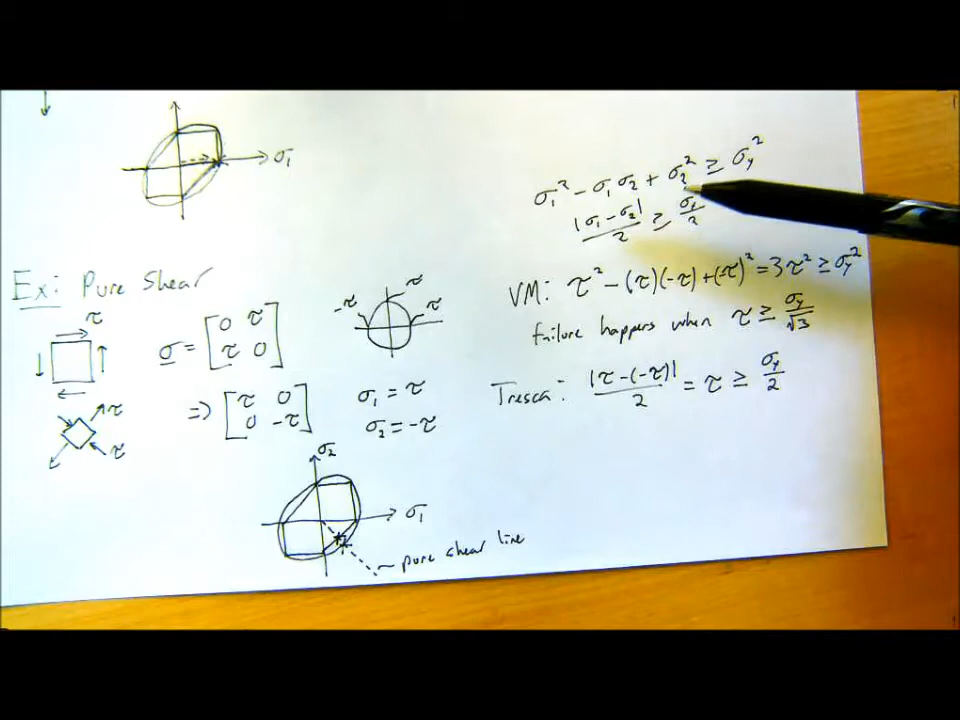 σ₁
σ₁² - σ₁σ₂ + σ₂² ≥ σy²
|σ₁ - σ₂| / 2 ≥ σy / 2
Ex: Pure Shear
τ
σ = [0 τ; τ 0]
-τ τ τ
VM: τ² - (τ)(-τ) + (-τ)² = 3τ² ≥ σy²
failure happens when τ ≥ σy / √3
τ
τ
⇒ [τ 0; 0 -τ]
σ₁ = τ
σ₂ = -τ
Tresca: |τ - (-τ)| / 2 = τ ≥ σy / 2
σ₂
σ₁
pure shear line